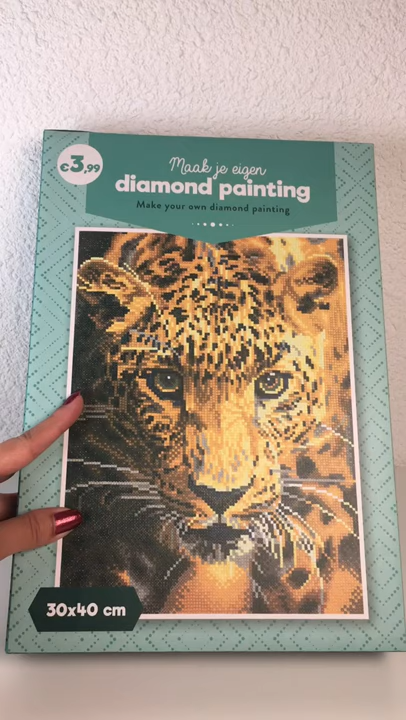 €3,99
Maak je eigen
diamond painting
Make your own diamond painting
30x40 cm